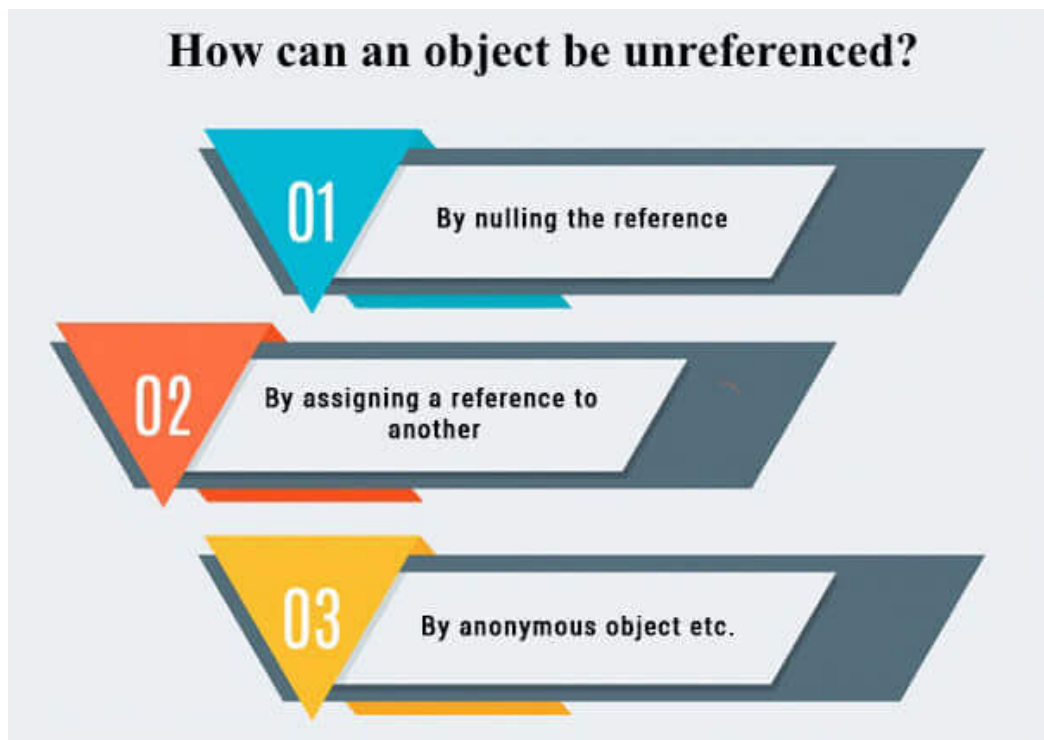 How can an object be unreferenced?
01
By nulling the reference
02
By assigning a reference to
another
03
By anonymous object etc.